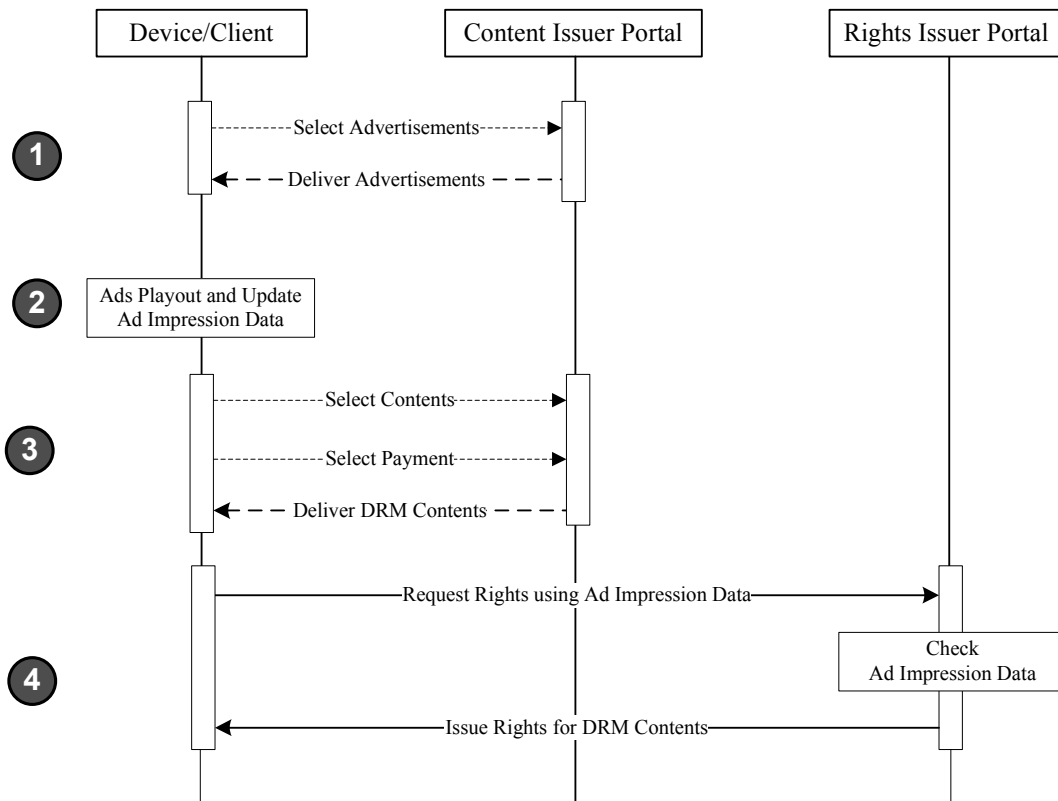 Device/Client
Content Issuer Portal
Rights Issuer Portal
1
Select Advertisements
Deliver Advertisements
2
Ads Playout and Update
Ad Impression Data
3
Select Contents
Select Payment
Deliver DRM Contents
4
Request Rights using Ad Impression Data
Check
Ad Impression Data
Issue Rights for DRM Contents